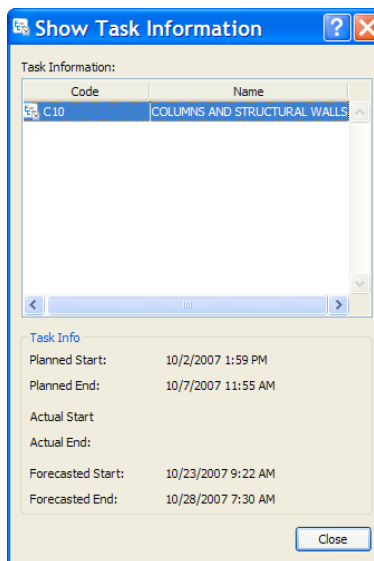 Show Task Information
Task Information:
Code Name
C10 COLUMNS AND STRUCTURAL WALLS
Task Info
Planned Start: 10/2/2007 1:59 PM
Planned End: 10/7/2007 11:55 AM
Actual Start
Actual End:
Forecasted Start: 10/23/2007 9:22 AM
Forecasted End: 10/28/2007 7:30 AM
Close